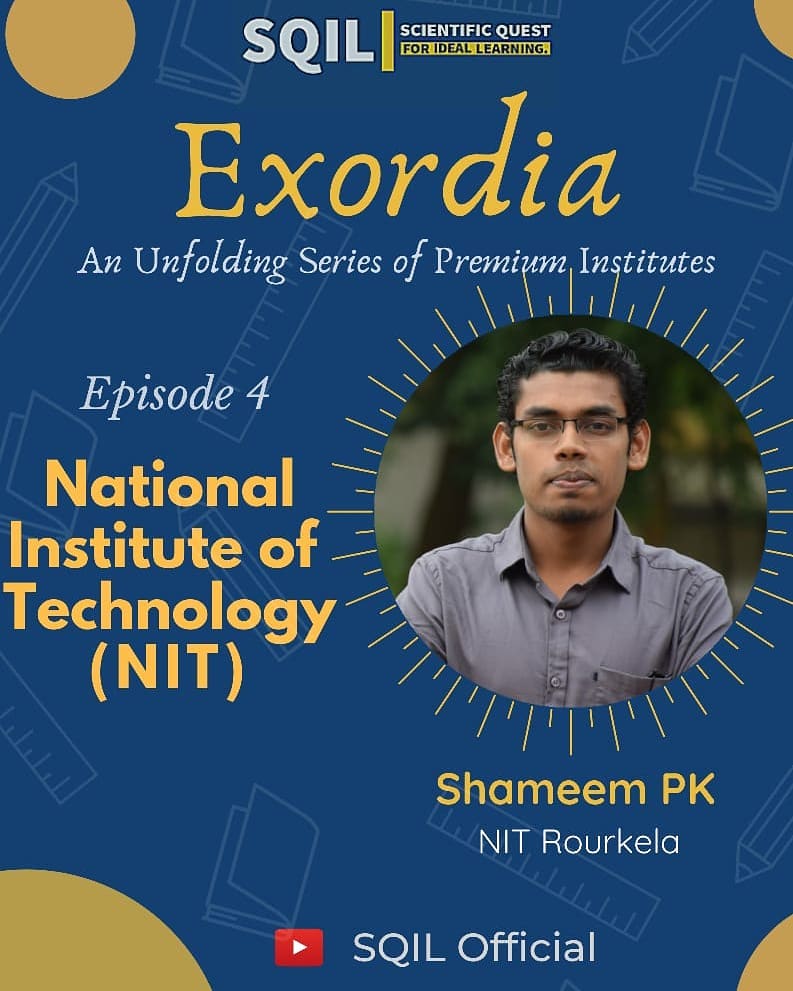 SQIL
SCIENTIFIC QUEST
FOR IDEAL LEARNING.
Exordia
An Unfolding Series of Premium Institutes
Episode 4
National
Institute of
Technology
(NIT)
Shameem PK
NIT Rourkela
SQIL Official